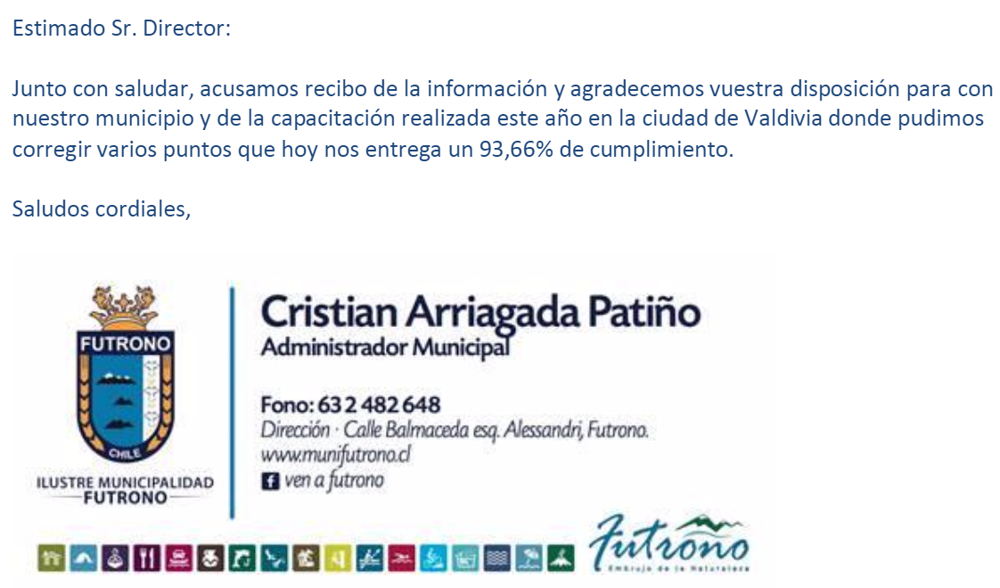 Estimado Sr. Director:
Junto con saludar, acusamos recibo de la información y agradecemos vuestra disposición para con
nuestro municipio y de la capacitación realizada este año en la ciudad de Valdivia donde pudimos
corregir varios puntos que hoy nos entrega un 93,66% de cumplimiento.
Saludos cordiales,
FUTRONO
CHILE
ILUSTRE MUNICIPALIDAD
FUTRONO
Cristian Arriagada Patiño
Administrador Municipal
Fono: 63 2 482 648
Dirección · Calle Balmaceda esq. Alessandri, Futrono.
www.munifutrono.cl
f ven a futrono
Futrono
Embrujo de la Naturaleza